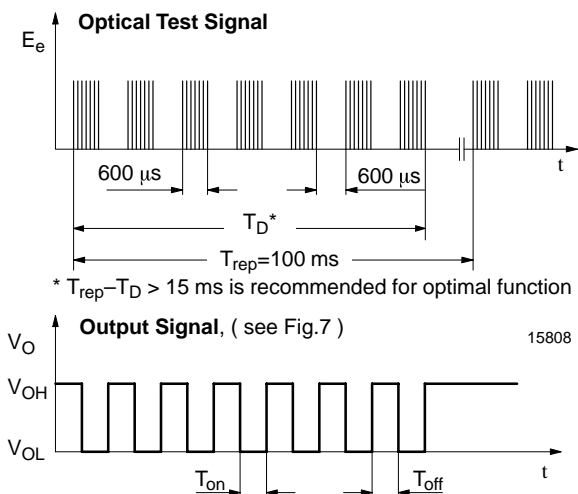 Optical Test Signal
Ee
t
600 µs
600 µs
TD*
Trep=100 ms
* Trep–TD > 15 ms is recommended for optimal function
Output Signal, ( see Fig.7 )
15808
VO
VOH
VOL
t
Ton
Toff